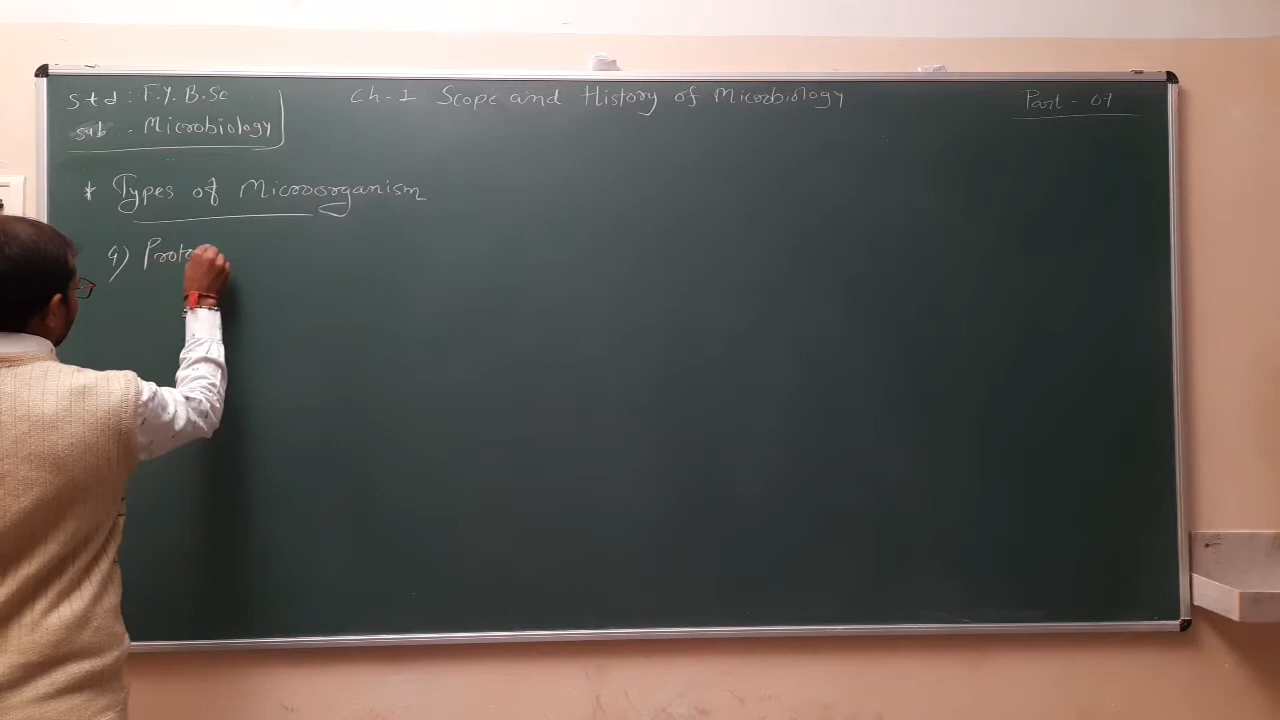 Std : F.Y. B.Sc
Sub :- Microbiology
Ch-1 Scope and History of Microbiology
Part - 07
* Types of Microorganism
4) Proto